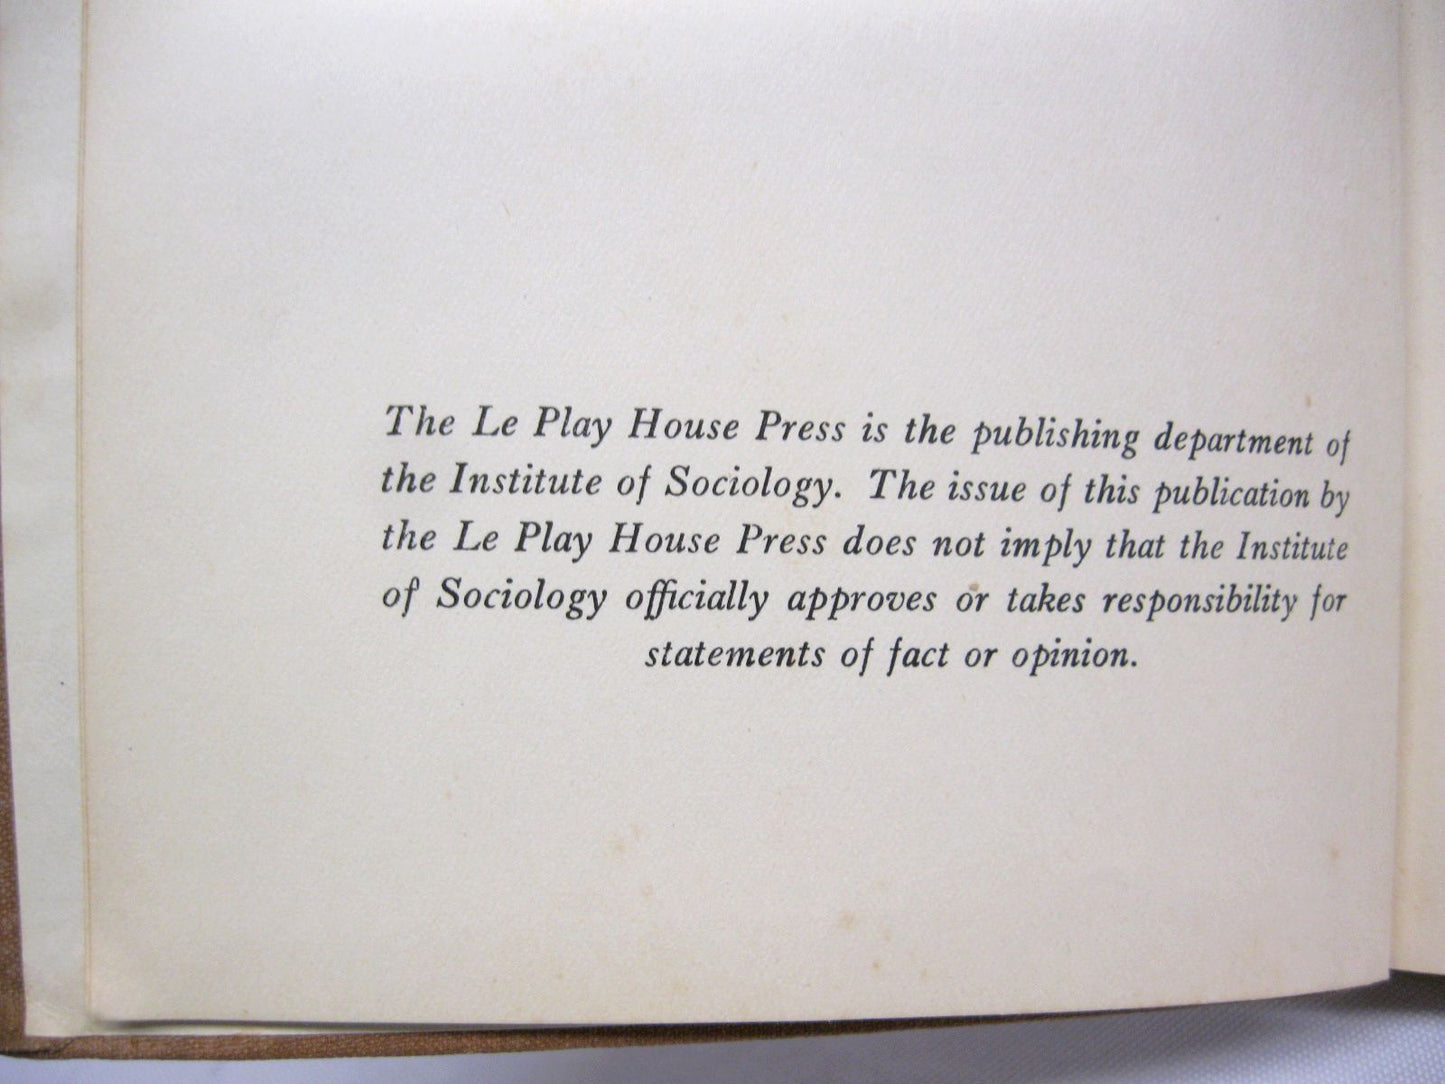 The Le Play House Press is the publishing department of
the Institute of Sociology. The issue of this publication by
the Le Play House Press does not imply that the Institute
of Sociology officially approves or takes responsibility for
statements of fact or opinion.